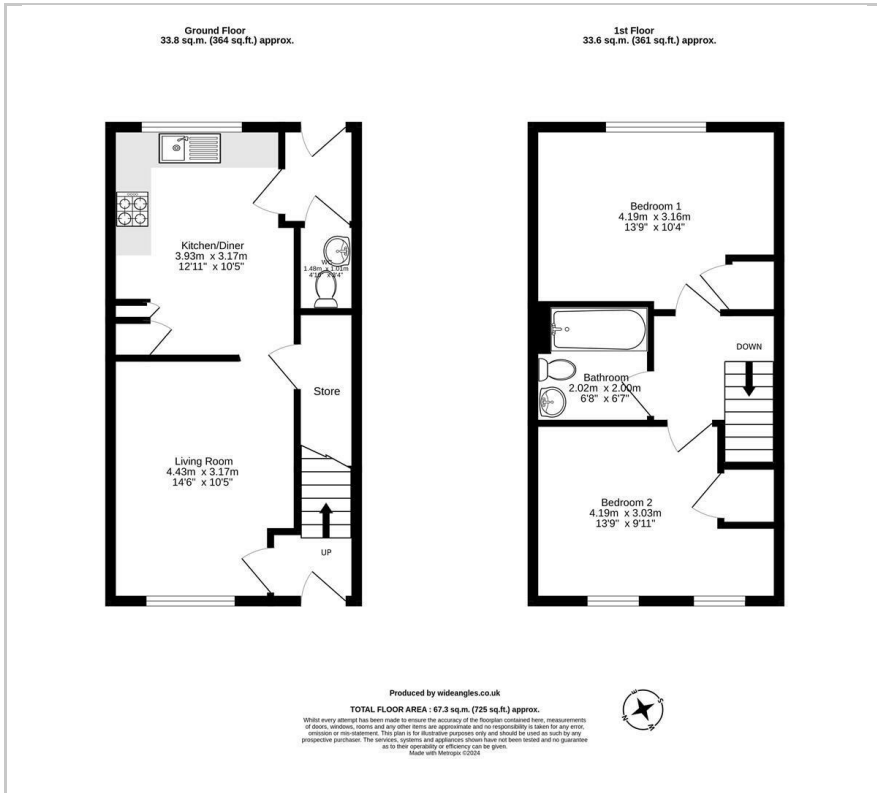 Ground Floor
33.8 sq.m. (364 sq.ft.) approx.
1st Floor
33.6 sq.m. (361 sq.ft.) approx.
Kitchen/Diner
3.93m x 3.17m
12'11" x 10'5"
WC
1.48m x 1.01m
4'10" x 3'4"
Store
Living Room
4.43m x 3.17m
14'6" x 10'5"
UP
Bedroom 1
4.19m x 3.16m
13'9" x 10'4"
DOWN
Bathroom
2.02m x 2.00m
6'8" x 6'7"
Bedroom 2
4.19m x 3.03m
13'9" x 9'11"
Produced by wideangles.co.uk
TOTAL FLOOR AREA : 67.3 sq.m. (725 sq.ft.) approx.
Whilst every attempt has been made to ensure the accuracy of the floorplan contained here, measurements
of doors, windows, rooms and any other items are approximate and no responsibility is taken for any error,
omission or mis-statement. This plan is for illustrative purposes only and should be used as such by any
prospective purchaser. The services, systems and appliances shown have not been tested and no guarantee
as to their operability or efficiency can be given.
Made with Metropix ©2024
E
S
N
W